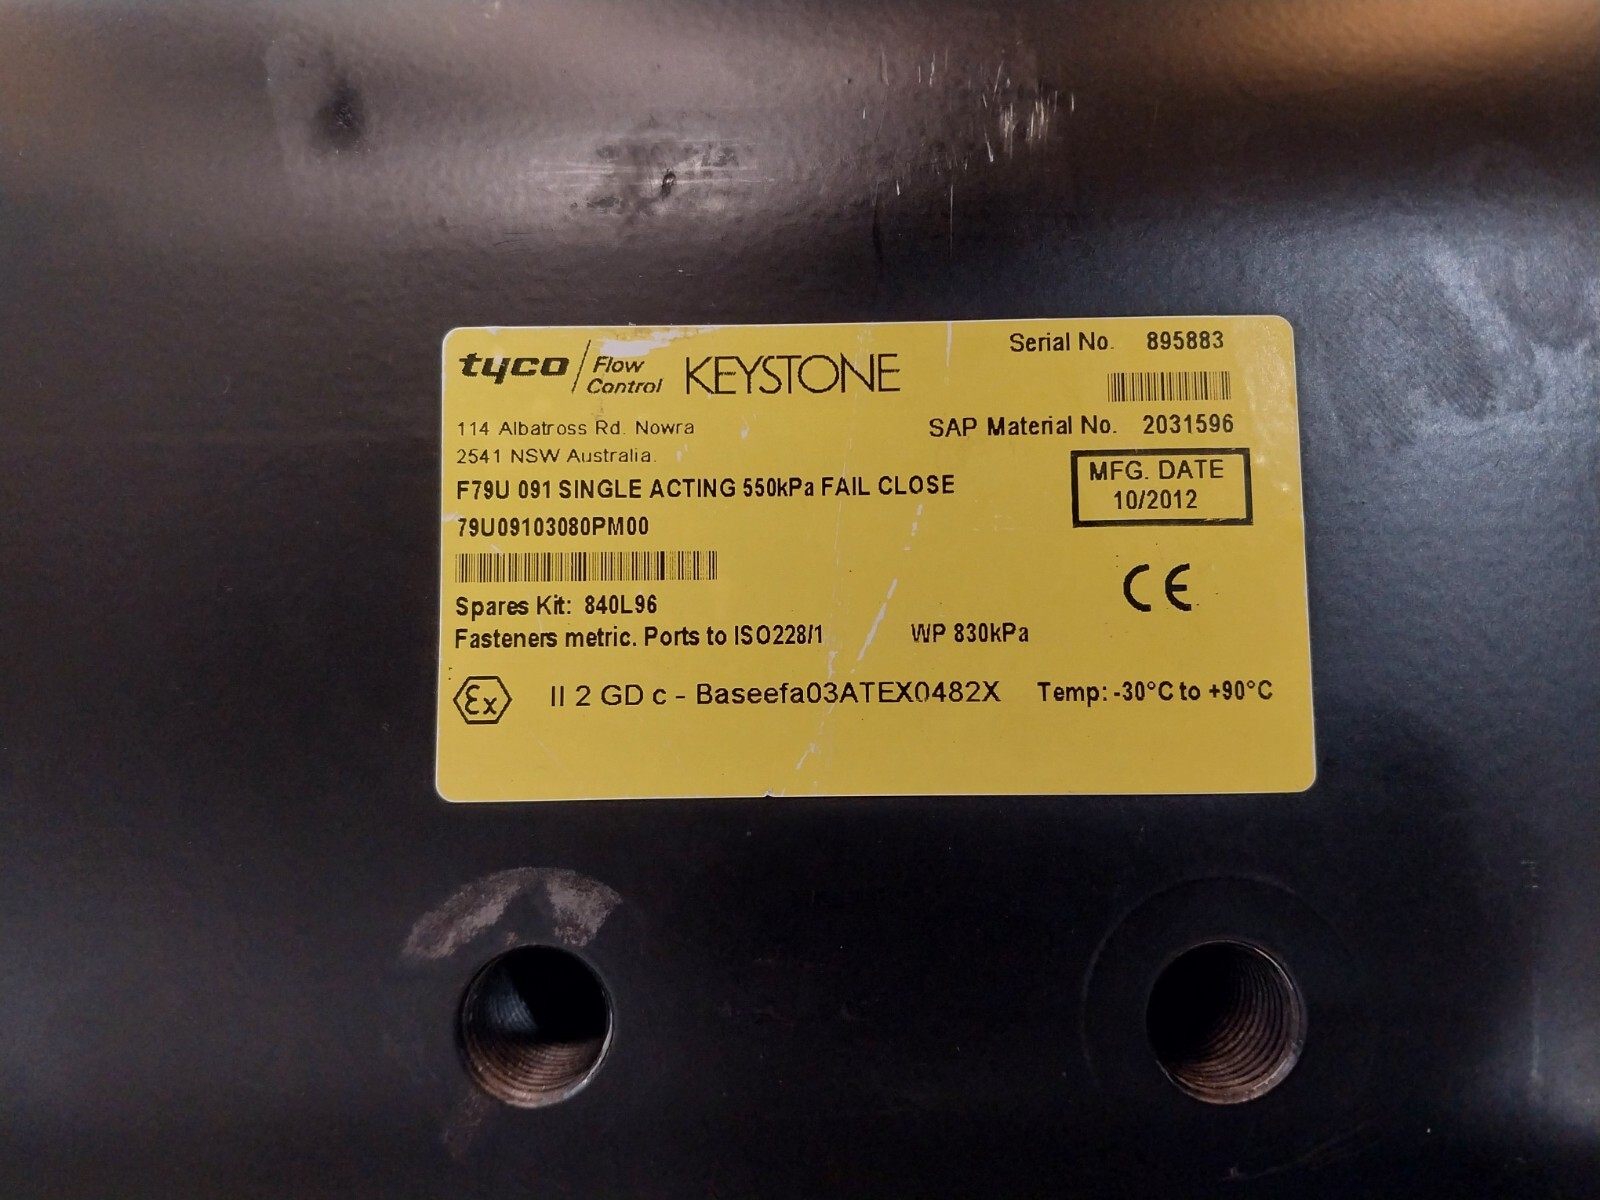 tyco / Flow Control KEYSTONE
Serial No. 895883
114 Albatross Rd. Nowra
2541 NSW Australia.
SAP Material No. 2031596
F79U 091 SINGLE ACTING 550kPa FAIL CLOSE
MFG. DATE
10/2012
79U09103080PM00
CE
Spares Kit: 840L96
Fasteners metric. Ports to ISO228/1 WP 830kPa
Ex II 2 GD c - Baseefa03ATEX0482X Temp: -30°C to +90°C